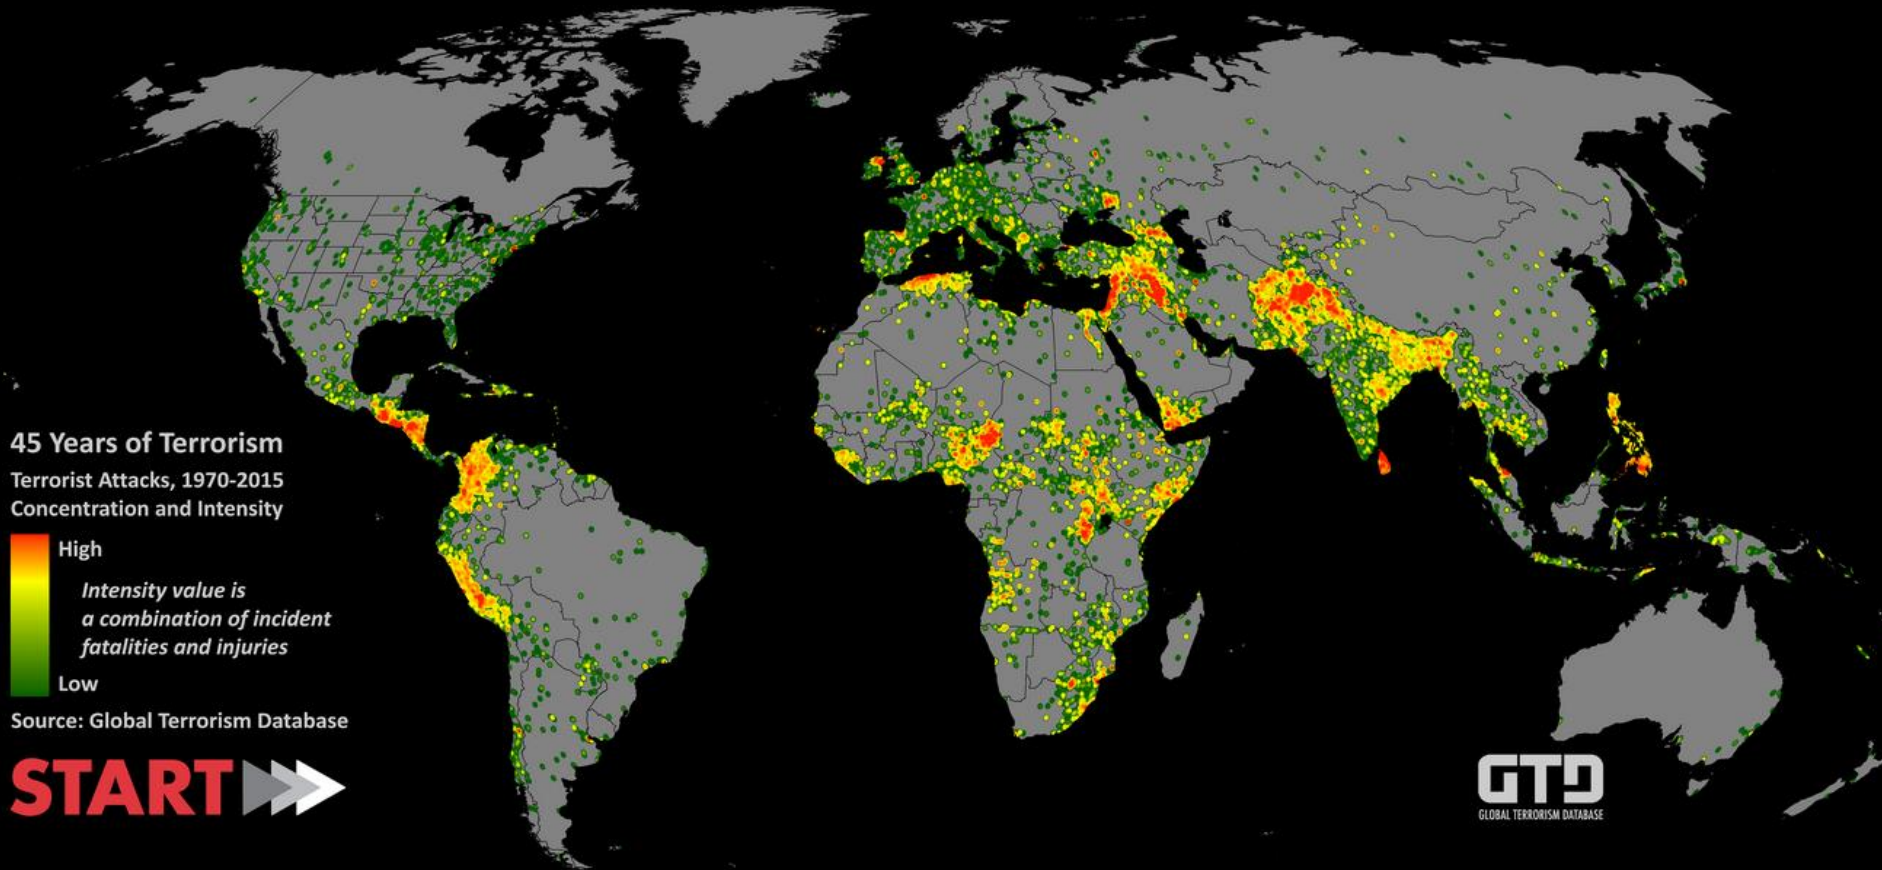 45 Years of Terrorism
Terrorist Attacks, 1970-2015
Concentration and Intensity
High
Intensity value is
a combination of incident
fatalities and injuries
Low
Source: Global Terrorism Database
START
GTD
GLOBAL TERRORISM DATABASE